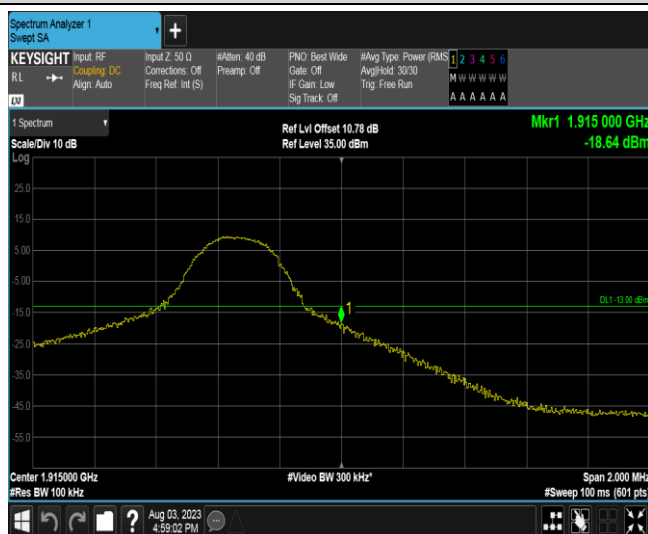 Spectrum Analyzer 1
Swept SA
+
KEYSIGHT Input: RF Input Z: 50 Ω #Atten: 40 dB PNO: Best Wide #Avg Type: Power (RMS 1 2 3 4 5 6
RL Coupling: DC Corrections: Off Preamp: Off Gate: Off Avg|Hold: 30/30 M W W W W W
Align: Auto Freq Ref: Int (S) IF Gain: Low Trig: Free Run
Sig Track: Off A A A A A A
LXI
1 Spectrum Ref Lvl Offset 10.78 dB Mkr1 1.915 000 GHz
Scale/Div 10 dB Ref Level 35.00 dBm -18.64 dBm
Log
25.0
15.0
5.00
-5.00
DL1 -13.00 dBm
1
-15.0
-25.0
-35.0
-45.0
-55.0
Center 1.915000 GHz #Video BW 300 kHz* Span 2.000 MHz
#Res BW 100 kHz #Sweep 100 ms (601 pts)
? Aug 03, 2023
4:59:02 PM